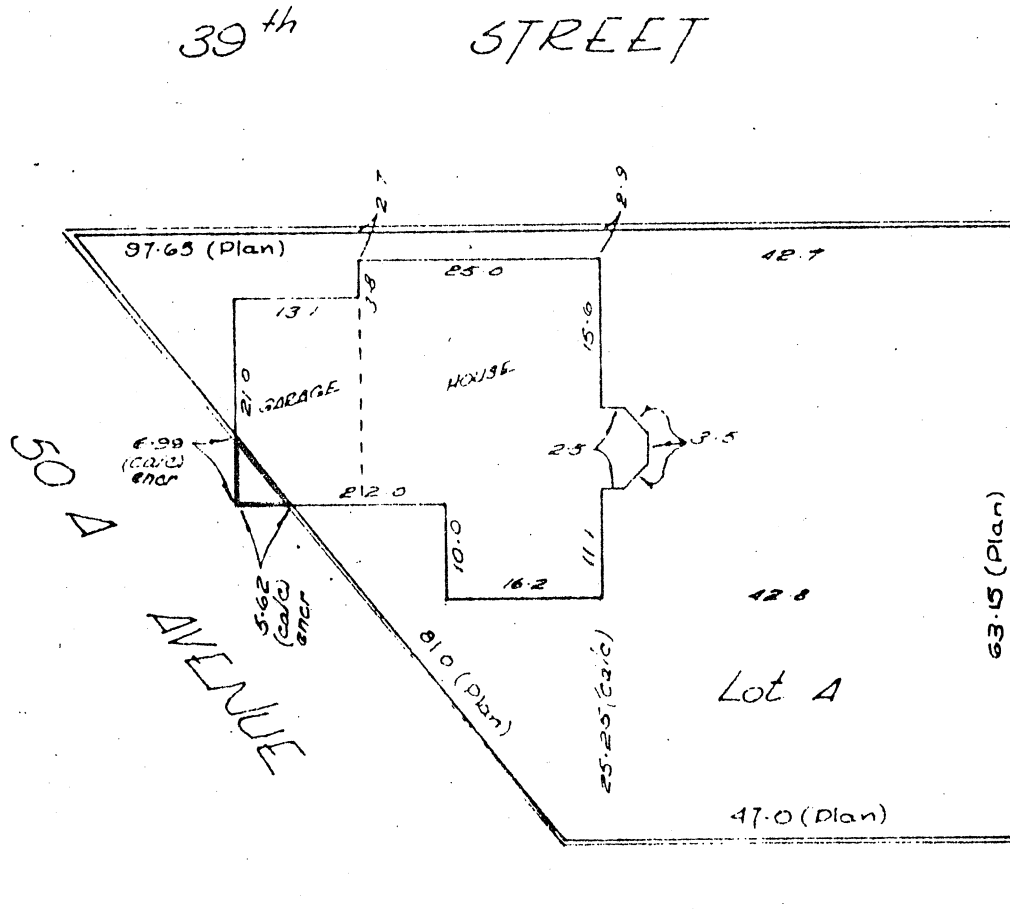 39th STREET
2.7
2.9
97.65 (Plan)
25.0
42.7
3.8
13.1
15.6
HOUSE
21.0
GARAGE
2.5
3.5
6.99
(calc)
encr
50 A
AVENUE
22.0
10.0
11.1
16.2
42.8
5.62
(calc)
encr
63.15 (Plan)
81.0 (Plan)
25.25 (calc)
Lot A
47.0 (Plan)